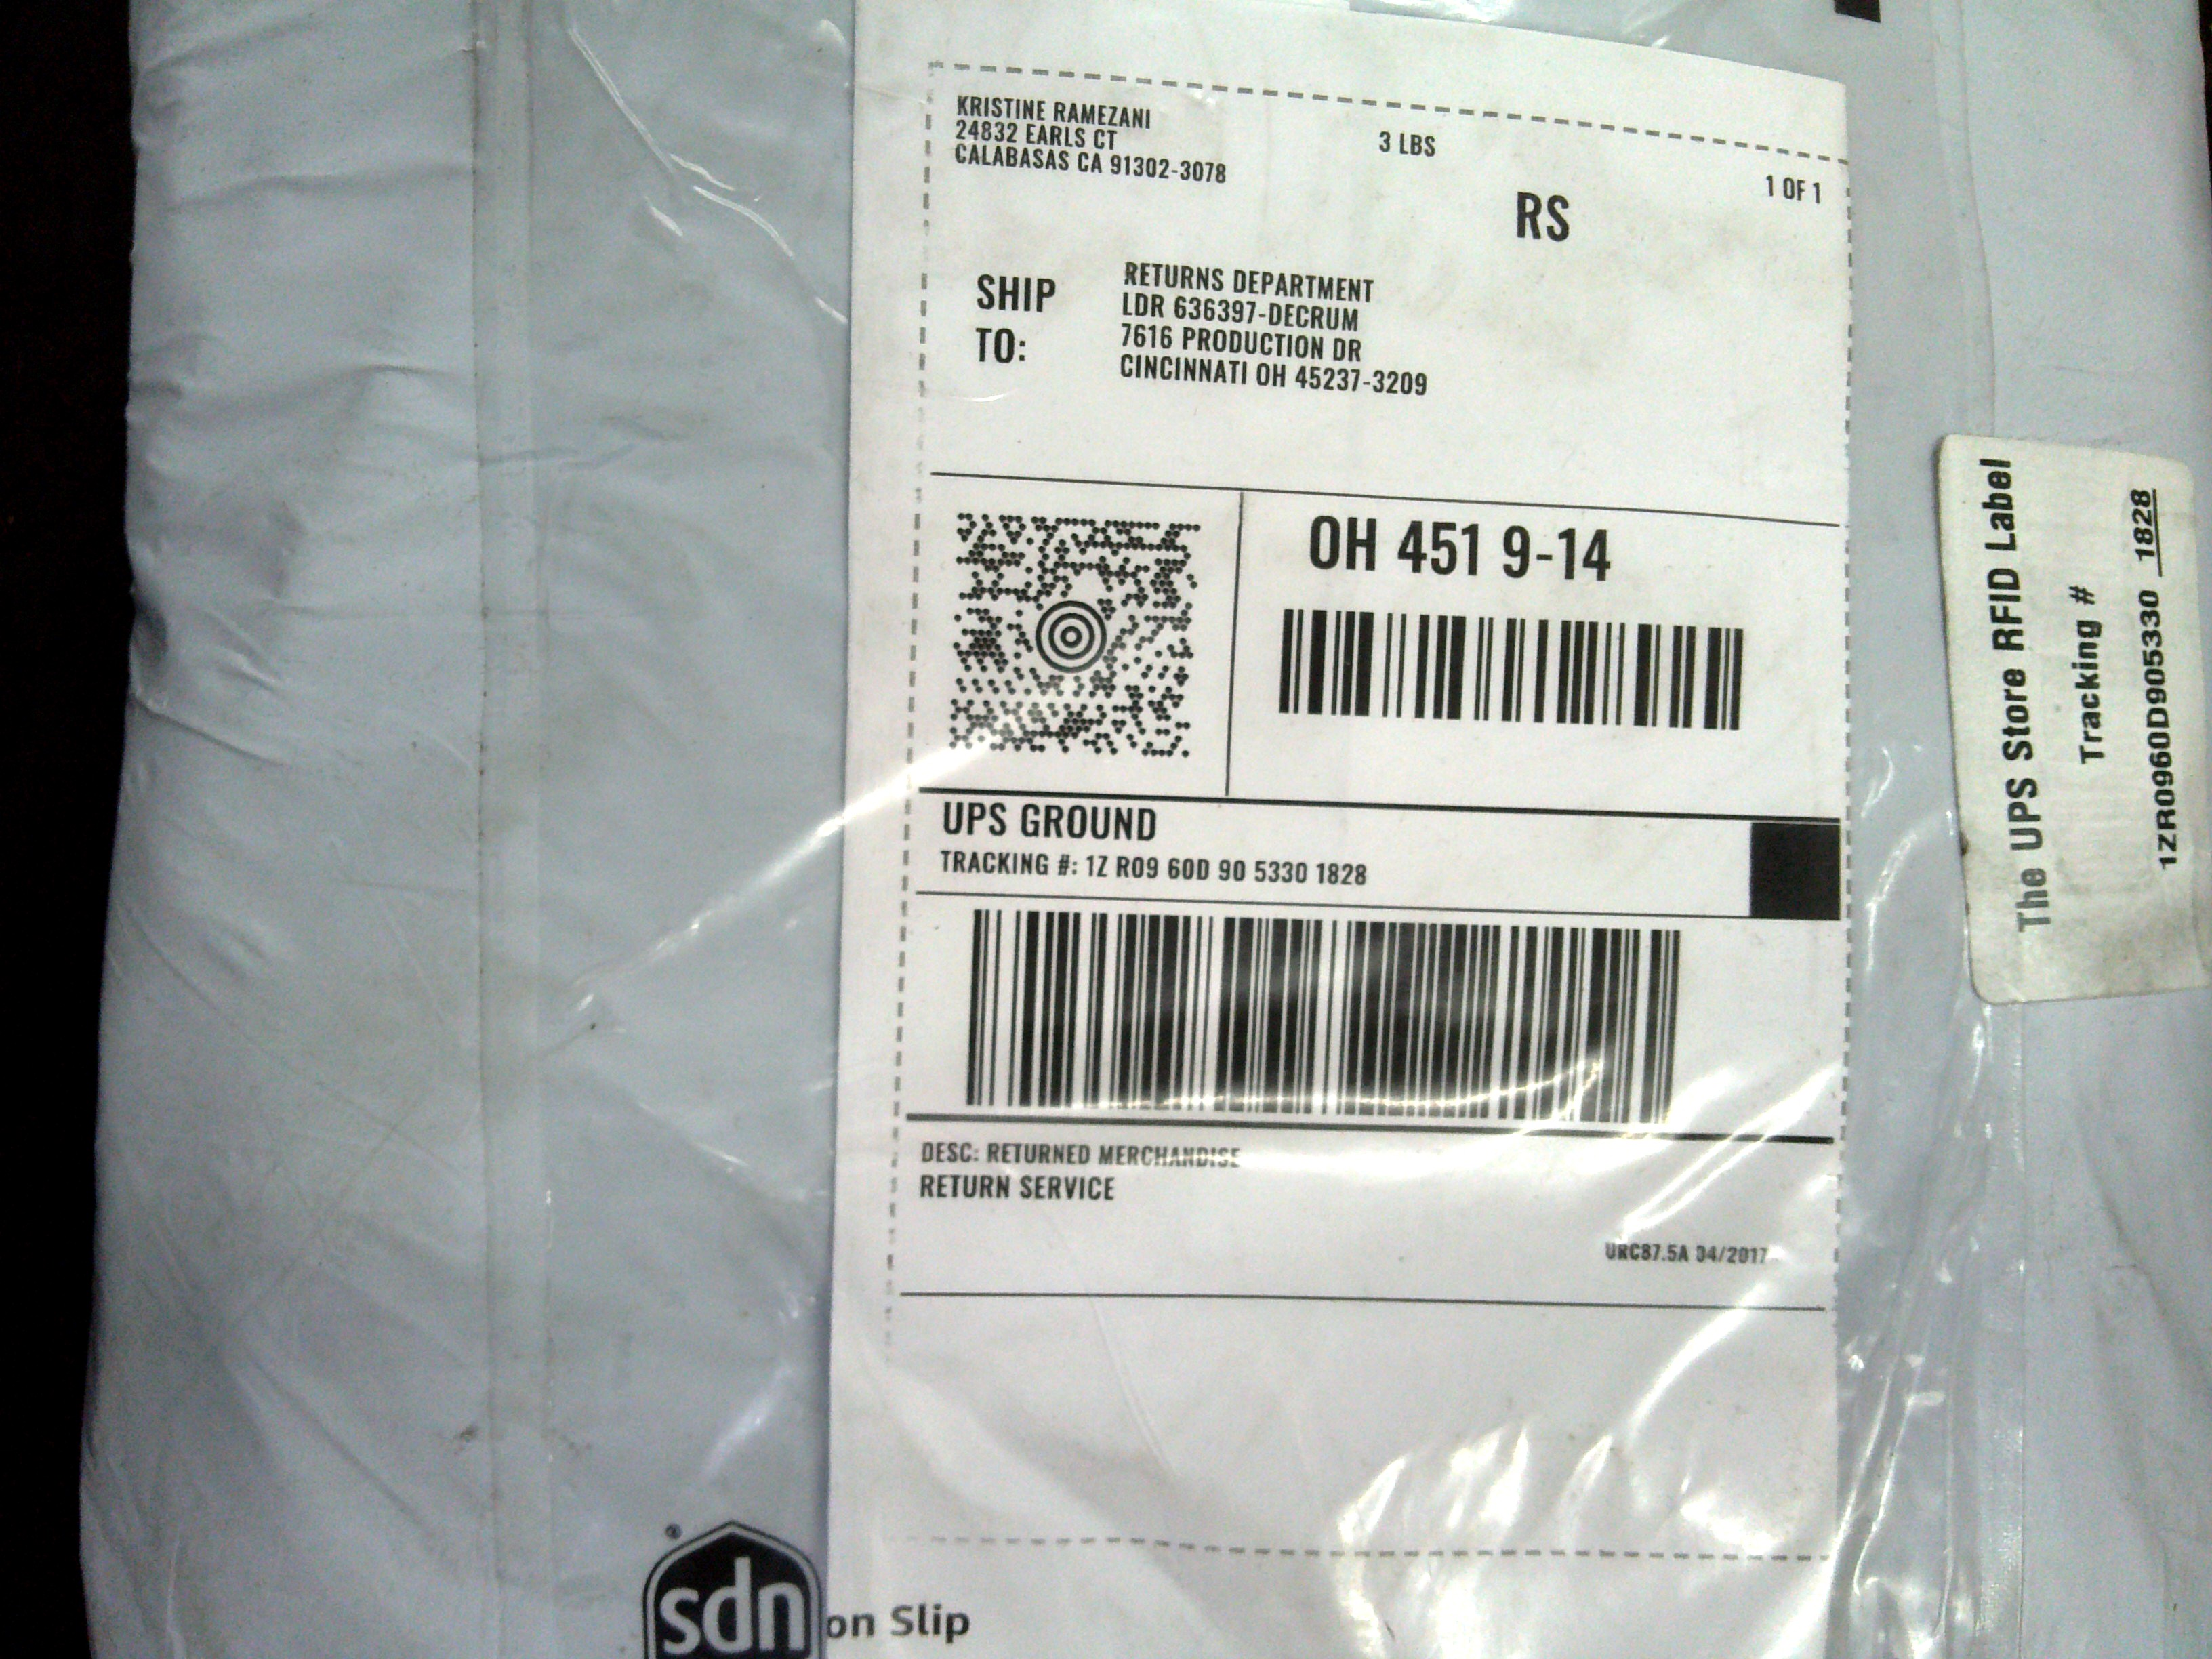 KRISTINE RAMEZANI
24832 EARLS CT
CALABASAS CA 91302-3078
3 LBS
1 OF 1
RS
SHIP TO:
RETURNS DEPARTMENT
LDR 636397-DECRUM
7616 PRODUCTION DR
CINCINNATI OH 45237-3209
OH 451 9-14
UPS GROUND
TRACKING #: 1Z R09 60D 90 5330 1828
DESC: RETURNED MERCHANDISE
RETURN SERVICE
URC87.5A 04/2017
on Slip
ups
®
The UPS Store RFID Label
Tracking #
1ZR0960D905330 1828